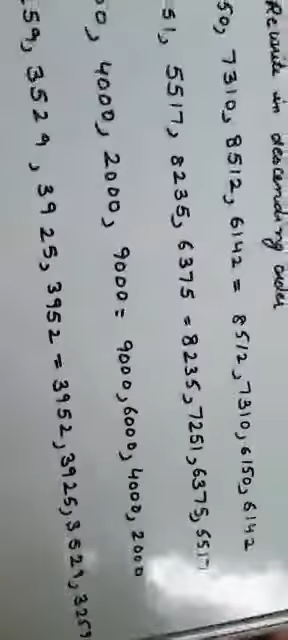 Rewrite in descending order
50, 7310, 8512, 6142 = 8512, 7310, 6150, 6142
51, 5517, 8235, 6375 = 8235, 7251, 6375, 5517
00, 4000, 2000, 9000 = 9000, 6000, 4000, 2000
259, 3529, 3925, 3952 = 3952, 3925, 3529, 3259